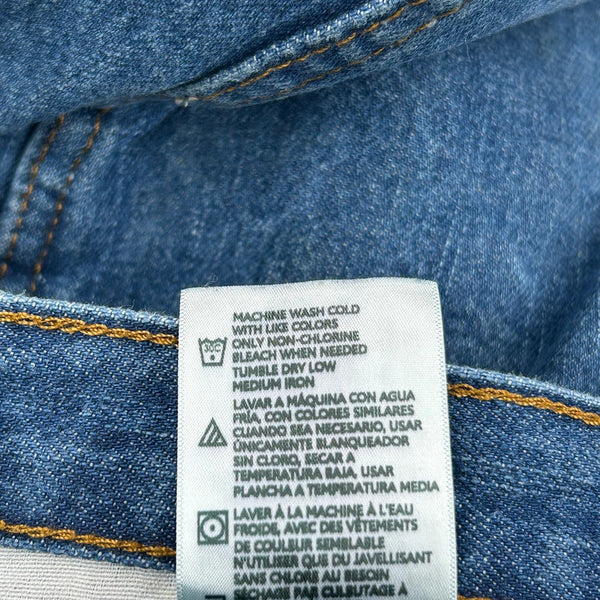 MACHINE WASH COLD
WITH LIKE COLORS
ONLY NON-CHLORINE
BLEACH WHEN NEEDED
TUMBLE DRY LOW
MEDIUM IRON
LAVAR A MÁQUINA CON AGUA
FRÍA, CON COLORES SIMILARES
CUANDO SEA NECESARIO, USAR
ÚNICAMENTE BLANQUEADOR
SIN CLORO, SECAR A
TEMPERATURA BAJA, USAR
PLANCHA A TEMPERATURA MEDIA
LAVER À LA MACHINE À L'EAU
FROIDE, AVEC DES VÊTEMENTS
DE COULEUR SEMBLABLE
N'UTILISER QUE DU JAVELLISANT
SANS CHLORE AU BESOIN
SÉCHAGE PAR CULBUTAGE À